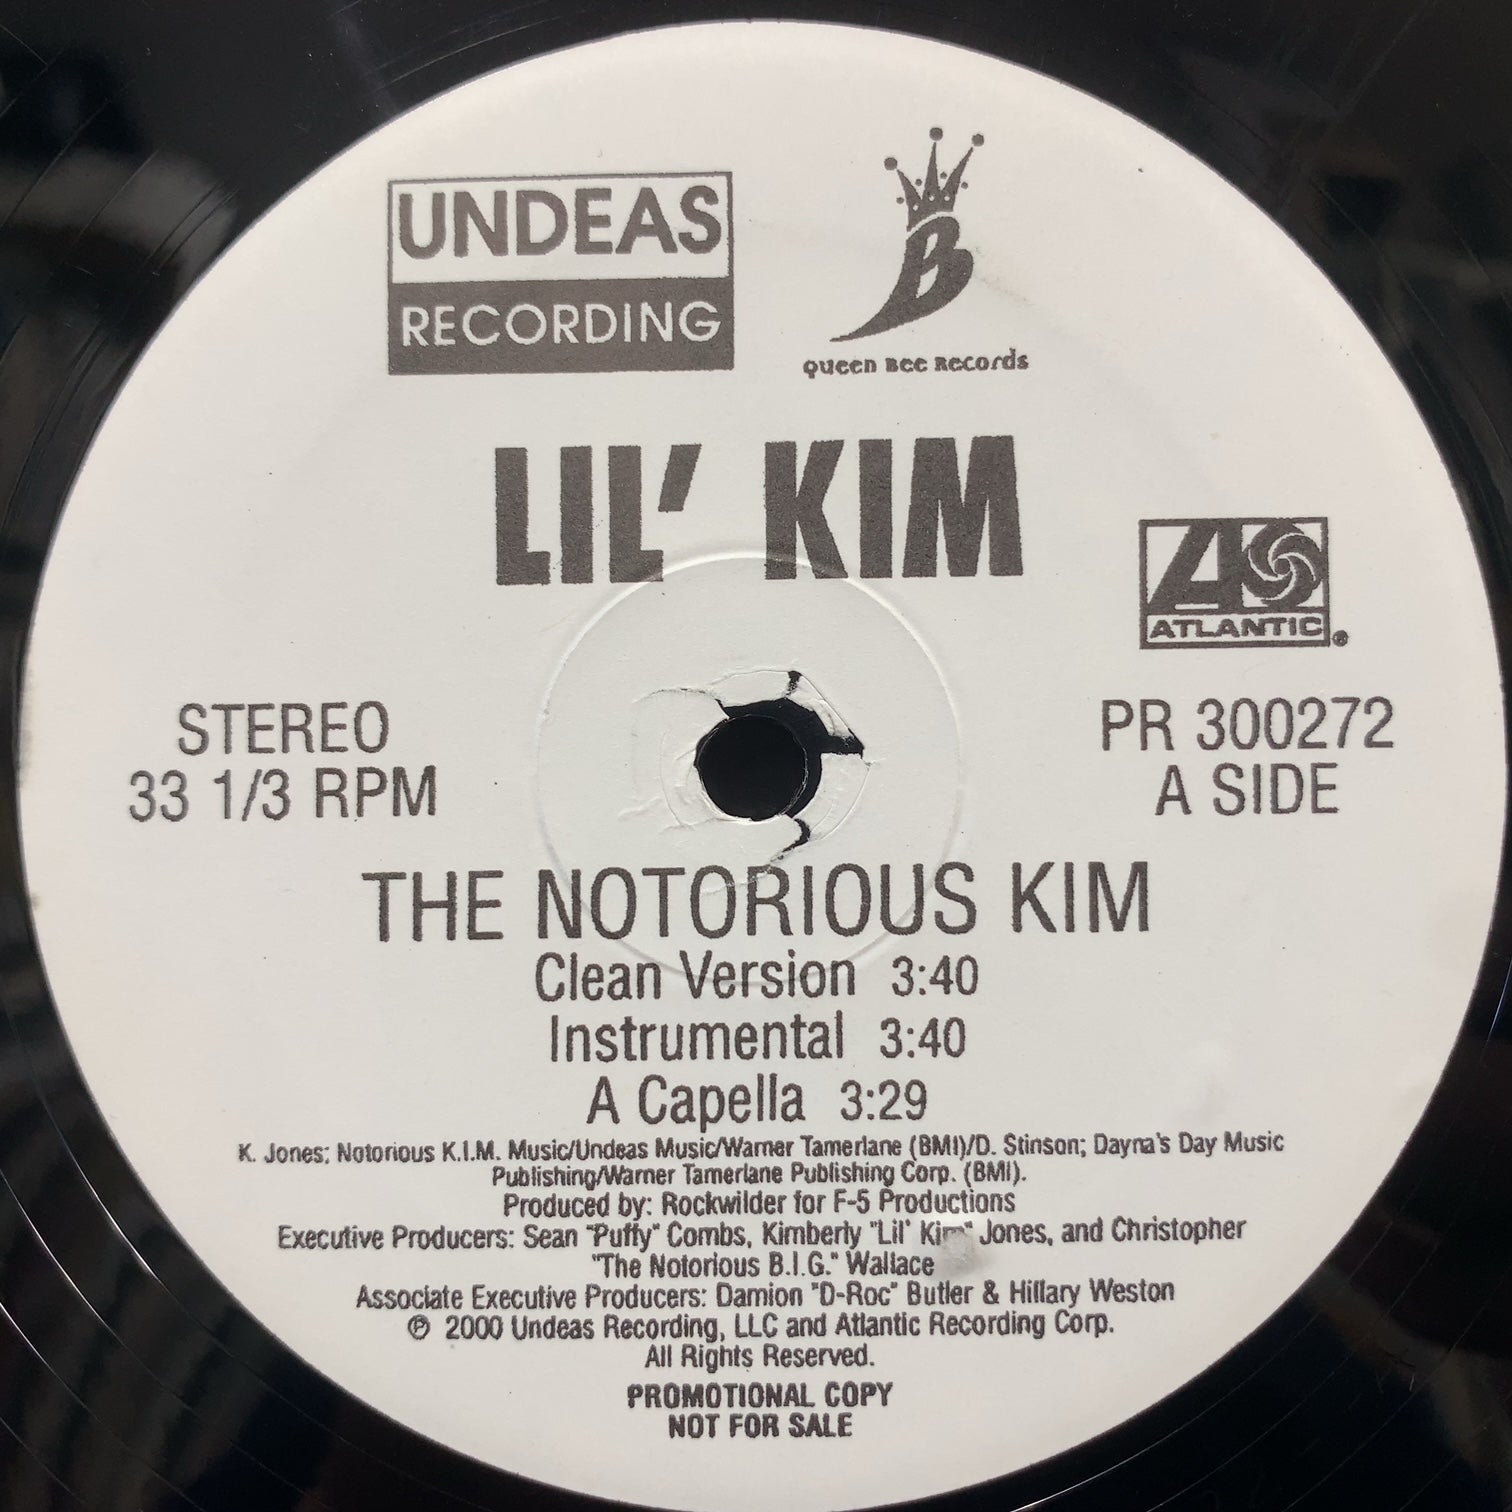 UNDEAS
RECORDING
B
Queen Bee Records
LIL' KIM
ATLANTIC®
STEREO
33 1/3 RPM
PR 300272
A SIDE
THE NOTORIOUS KIM
Clean Version 3:40
Instrumental 3:40
A Capella 3:29
K. Jones; Notorious K.I.M. Music/Undeas Music/Warner Tamerlane (BMI)/D. Stinson; Dayna's Day Music
Publishing/Warner Tamerlane Publishing Corp. (BMI).
Produced by: Rockwilder for F-5 Productions
Executive Producers: Sean "Puffy" Combs, Kimberly "Lil' Kim" Jones, and Christopher
"The Notorious B.I.G." Wallace
Associate Executive Producers: Damion "D-Roc" Butler & Hillary Weston
℗ 2000 Undeas Recording, LLC and Atlantic Recording Corp.
All Rights Reserved.
PROMOTIONAL COPY
NOT FOR SALE